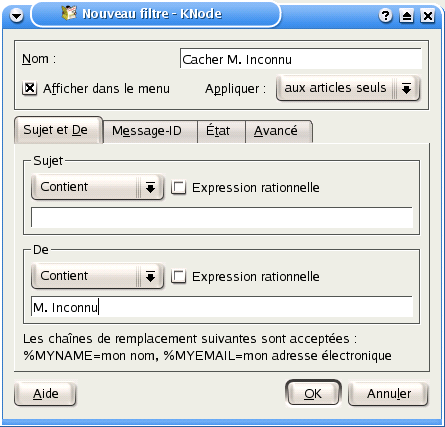 Nouveau filtre - KNode
Nom : Cacher M. Inconnu
Afficher dans le menu Appliquer : aux articles seuls
Sujet et De Message-ID État Avancé
Sujet
Contient Expression rationnelle
De
Contient Expression rationnelle
M. Inconnu
Les chaînes de remplacement suivantes sont acceptées :
%MYNAME=mon nom, %MYEMAIL=mon adresse électronique
Aide OK Annuler